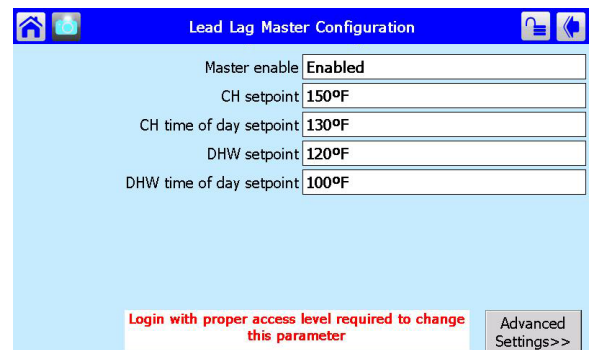 Lead Lag Master Configuration
Master enable Enabled
CH setpoint 150ºF
CH time of day setpoint 130ºF
DHW setpoint 120ºF
DHW time of day setpoint 100ºF
Login with proper access level required to change
this parameter
Advanced
Settings>>